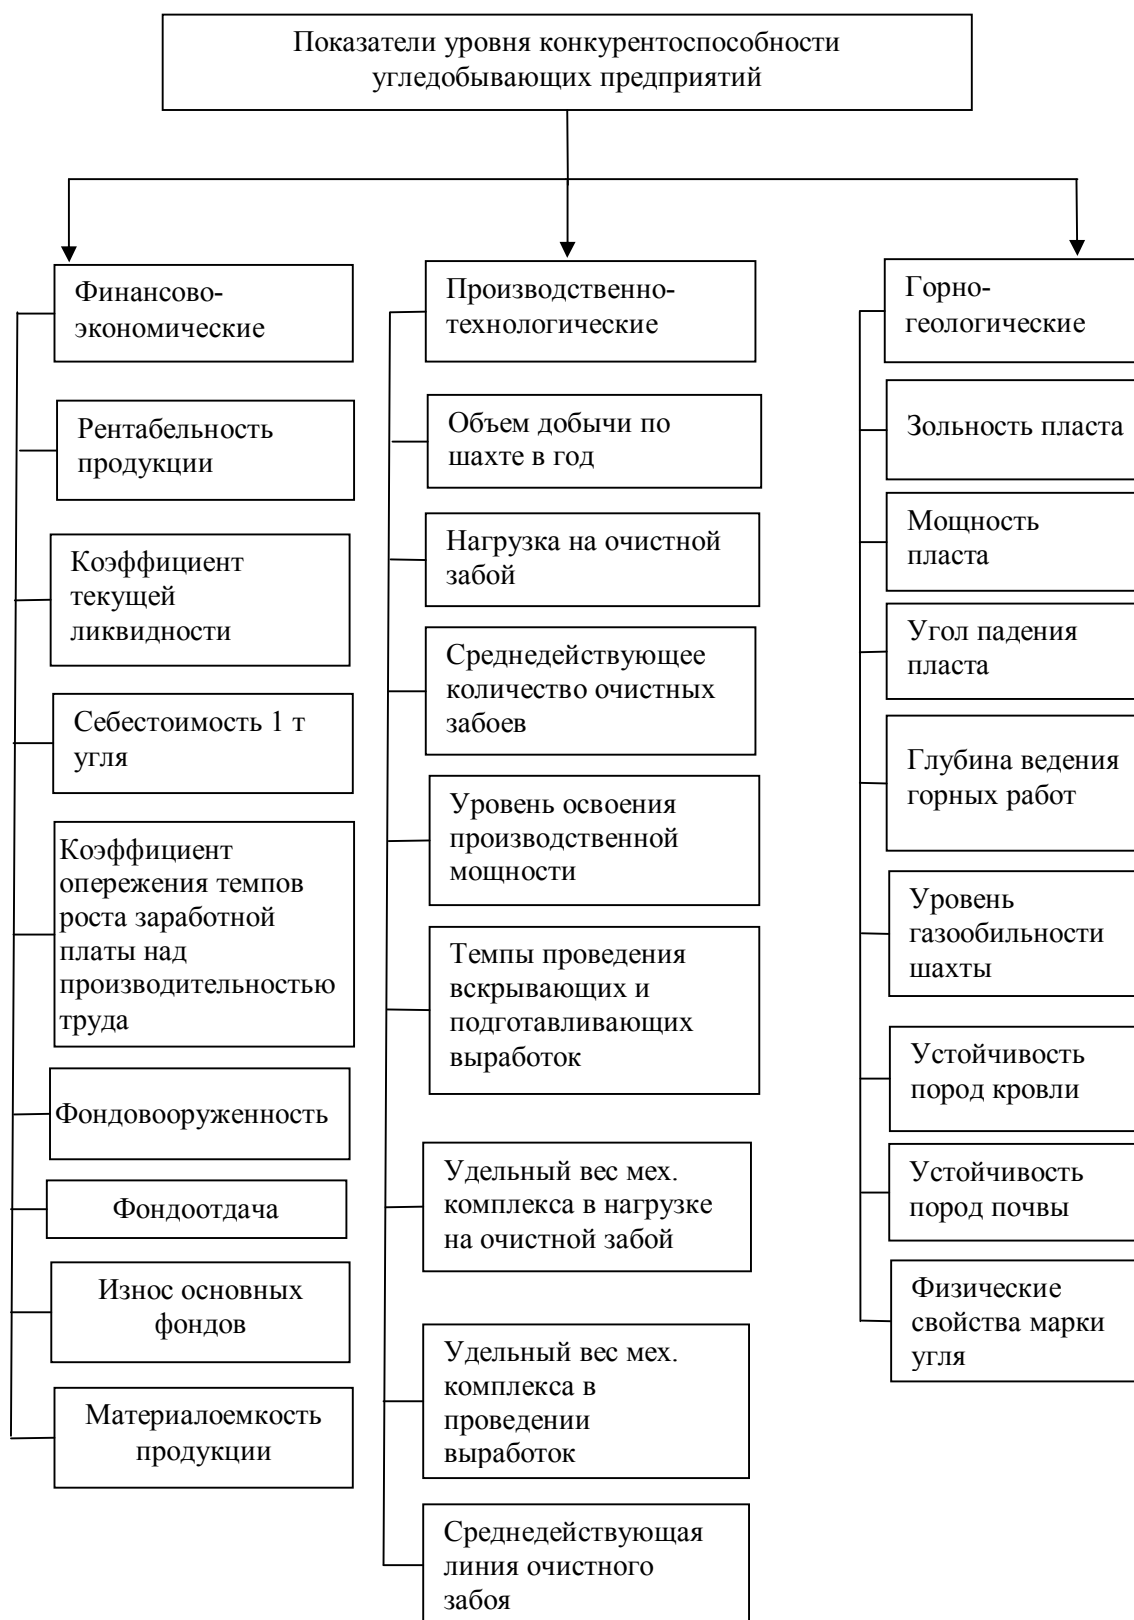 Показатели уровня конкурентоспособности
угледобывающих предприятий
Финансово-
экономические
Рентабельность
продукции
Коэффициент
текущей
ликвидности
Себестоимость 1 т
угля
Коэффициент
опережения темпов
роста заработной
платы над
производительностью
труда
Фондовооруженность
Фондоотдача
Износ основных
фондов
Материалоемкость
продукции
Производственно-
технологические
Объем добычи по
шахте в год
Нагрузка на очистной
забой
Среднедействующее
количество очистных
забоев
Уровень освоения
производственной
мощности
Темпы проведения
вскрывающих и
подготавливающих
выработок
Удельный вес мех.
комплекса в нагрузке
на очистной забой
Удельный вес мех.
комплекса в
проведении
выработок
Среднедействующая
линия очистного
забоя
Горно-
геологические
Зольность пласта
Мощность
пласта
Угол падения
пласта
Глубина ведения
горных работ
Уровень
газообильности
шахты
Устойчивость
пород кровли
Устойчивость
пород почвы
Физические
свойства марки
угля